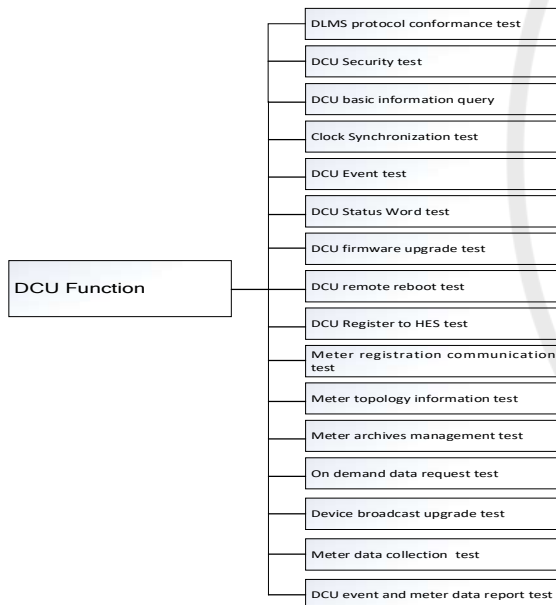 DLMS protocol conformance test
DCU Security test
DCU basic information query
Clock Synchronization test
DCU Event test
DCU Status Word test
DCU firmware upgrade test
DCU Function
DCU remote reboot test
DCU Register to HES test
Meter registration communication
test
Meter topology information test
Meter archives management test
On demand data request test
Device broadcast upgrade test
Meter data collection test
DCU event and meter data report test